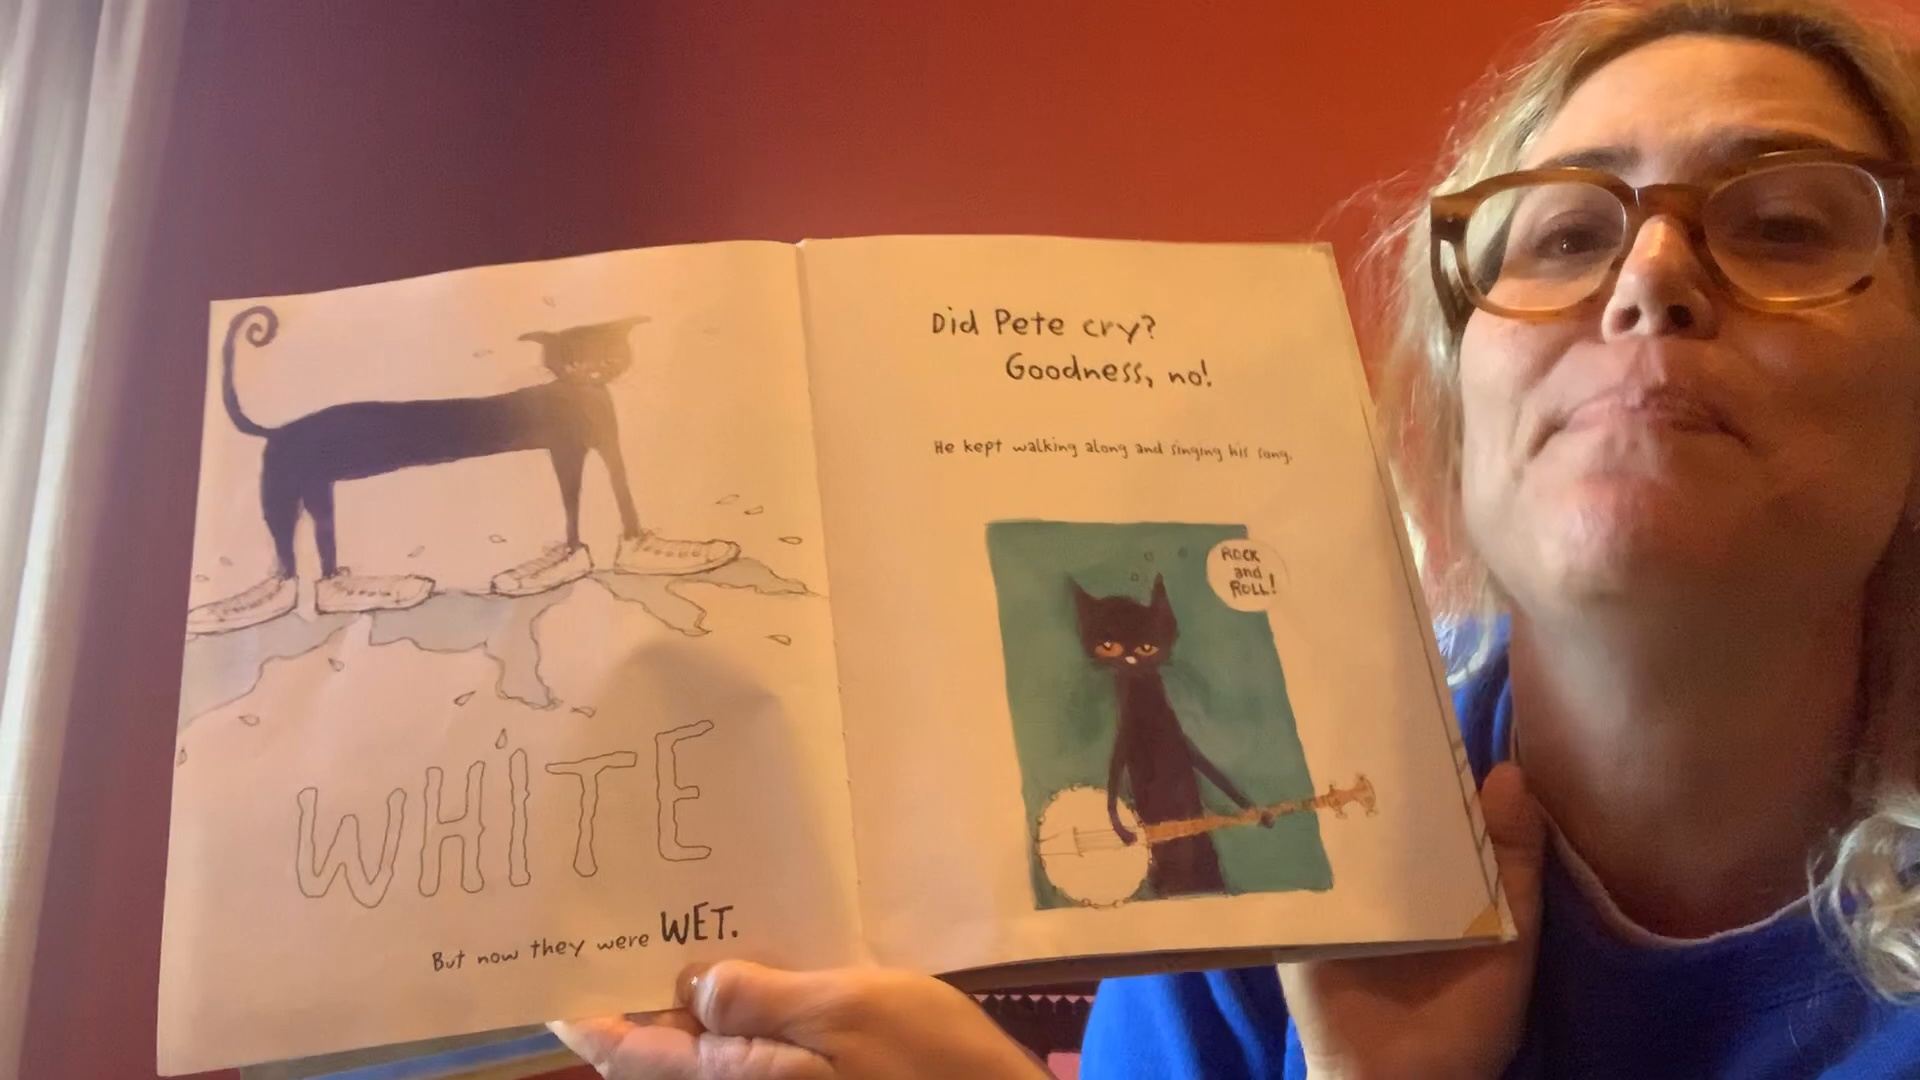 WHITE
But now they were WET.
Did Pete cry?
Goodness, no!
He kept walking along and singing his song.
ROCK
and
ROLL!